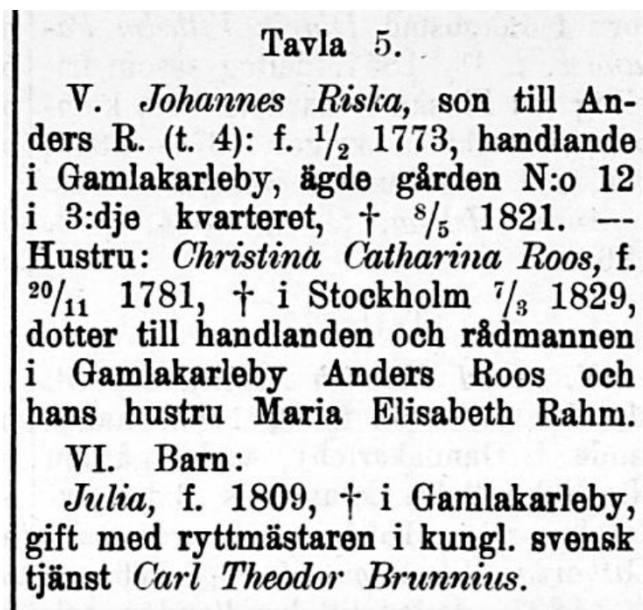 Tavla 5.
V. Johannes Riska, son till An-
ders R. (t. 4): f. ½ 1773, handlande
i Gamlakarleby, ägde gården N:o 12
i 3:dje kvarteret, † 8/5 1821. —
Hustru: Christina Catharina Roos, f.
20/11 1781, † i Stockholm 7/3 1829,
dotter till handlanden och rådmannen
i Gamlakarleby Anders Roos och
hans hustru Maria Elisabeth Rahm.
VI. Barn:
Julia, f. 1809, † i Gamlakarleby,
gift med ryttmästaren i kungl. svensk
tjänst Carl Theodor Brunnius.